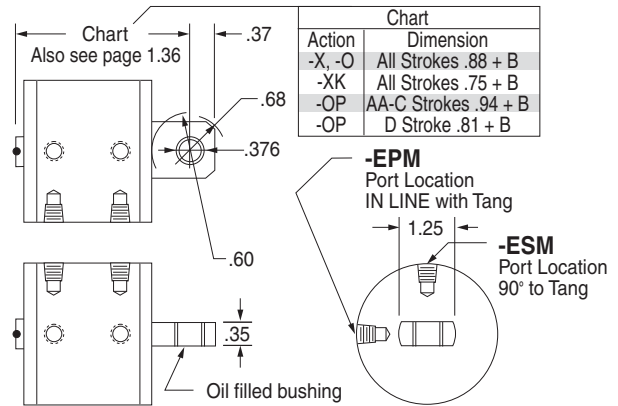 Chart
Also see page 1.36
.37
Chart
Action Dimension
-X, -O All Strokes .88 + B
-XK All Strokes .75 + B
-OP AA-C Strokes .94 + B
-OP D Stroke .81 + B
.68
.376
.60
-EPM
Port Location
IN LINE with Tang
1.25
-ESM
Port Location
90° to Tang
.35
Oil filled bushing